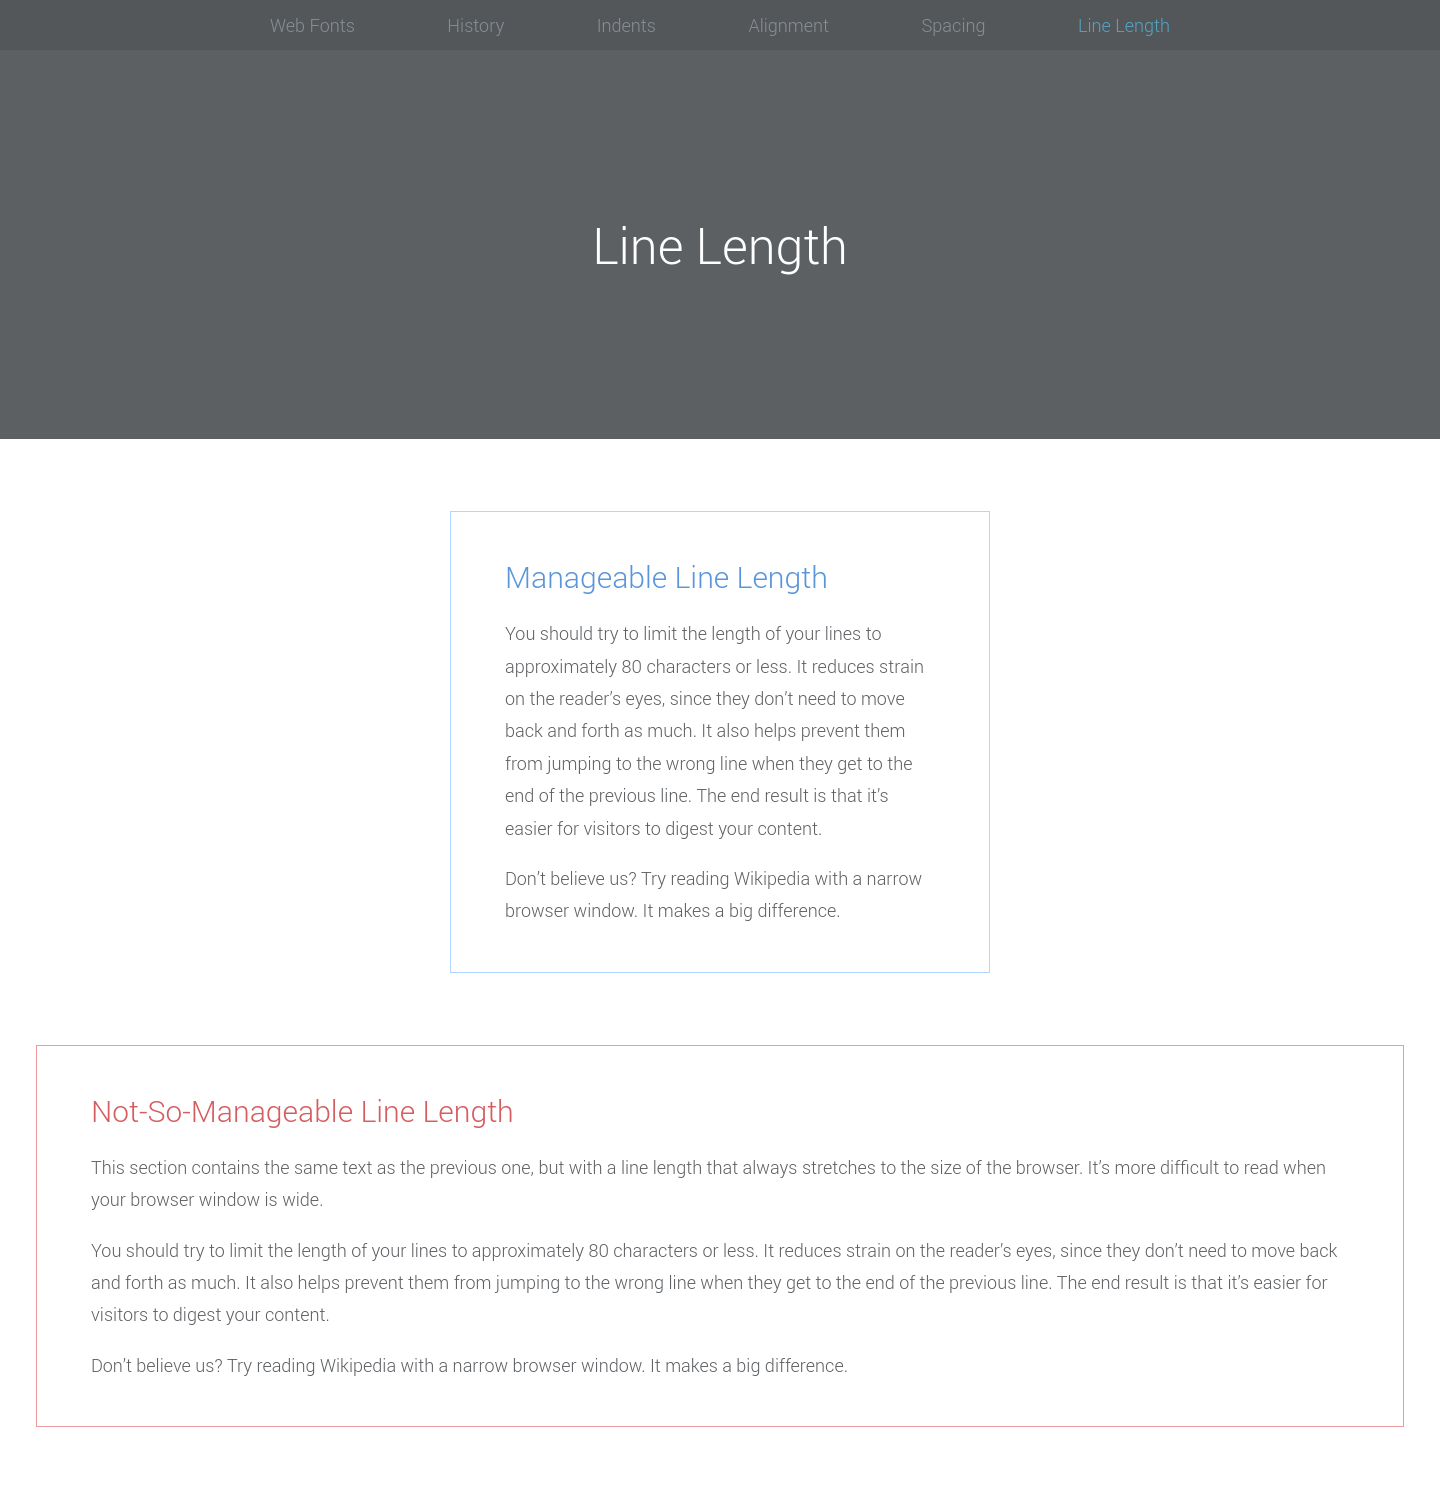 Web Fonts
History
Indents
Alignment
Spacing
Line Length
Line Length
Manageable Line Length
You should try to limit the length of your lines to
approximately 80 characters or less. It reduces strain
on the reader’s eyes, since they don’t need to move
back and forth as much. It also helps prevent them
from jumping to the wrong line when they get to the
end of the previous line. The end result is that it’s
easier for visitors to digest your content.
Don’t believe us? Try reading Wikipedia with a narrow
browser window. It makes a big difference.
Not-So-Manageable Line Length
This section contains the same text as the previous one, but with a line length that always stretches to the size of the browser. It’s more difficult to read when
your browser window is wide.
You should try to limit the length of your lines to approximately 80 characters or less. It reduces strain on the reader’s eyes, since they don’t need to move back
and forth as much. It also helps prevent them from jumping to the wrong line when they get to the end of the previous line. The end result is that it’s easier for
visitors to digest your content.
Don’t believe us? Try reading Wikipedia with a narrow browser window. It makes a big difference.